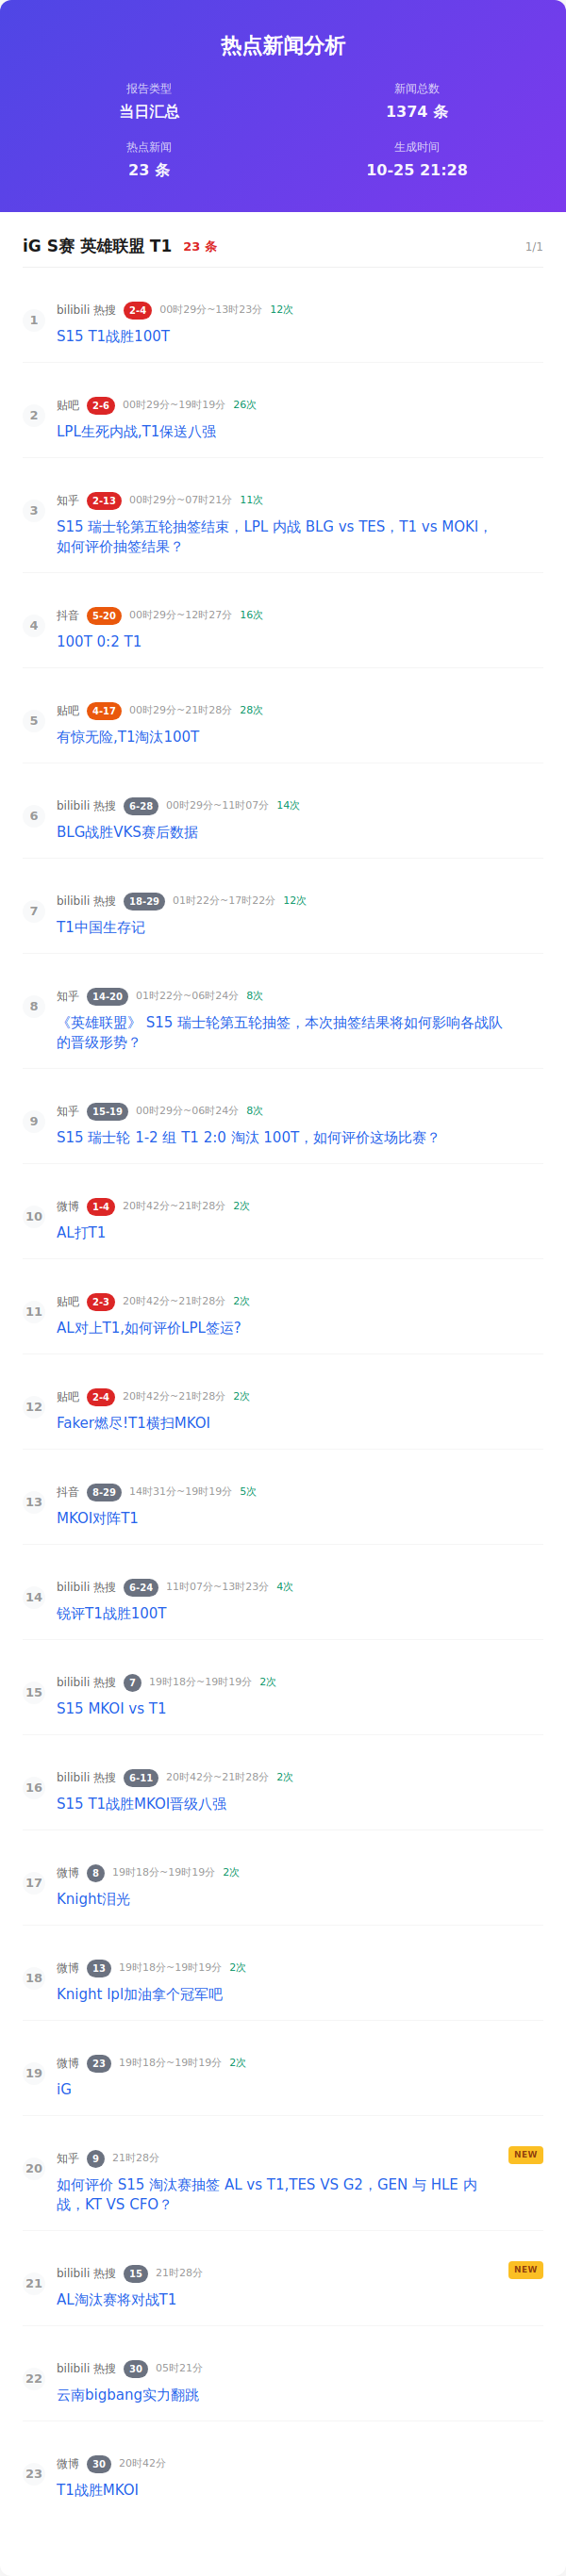 热点新闻分析
报告类型
当日汇总
新闻总数
1374 条
热点新闻
23 条
生成时间
10-25 21:28
iG S赛 英雄联盟 T1 23 条 1/1
1
bilibili 热搜 2-4 00时29分~13时23分 12次
S15 T1战胜100T
2
贴吧 2-6 00时29分~19时19分 26次
LPL生死内战,T1保送八强
3
知乎 2-13 00时29分~07时21分 11次
S15 瑞士轮第五轮抽签结束，LPL 内战 BLG vs TES，T1 vs MOKI，
如何评价抽签结果？
4
抖音 5-20 00时29分~12时27分 16次
100T 0:2 T1
5
贴吧 4-17 00时29分~21时28分 28次
有惊无险,T1淘汰100T
6
bilibili 热搜 6-28 00时29分~11时07分 14次
BLG战胜VKS赛后数据
7
bilibili 热搜 18-29 01时22分~17时22分 12次
T1中国生存记
8
知乎 14-20 01时22分~06时24分 8次
《英雄联盟》 S15 瑞士轮第五轮抽签，本次抽签结果将如何影响各战队
的晋级形势？
9
知乎 15-19 00时29分~06时24分 8次
S15 瑞士轮 1-2 组 T1 2:0 淘汰 100T，如何评价这场比赛？
10
微博 1-4 20时42分~21时28分 2次
AL打T1
11
贴吧 2-3 20时42分~21时28分 2次
AL对上T1,如何评价LPL签运?
12
贴吧 2-4 20时42分~21时28分 2次
Faker燃尽!T1横扫MKOI
13
抖音 8-29 14时31分~19时19分 5次
MKOI对阵T1
14
bilibili 热搜 6-24 11时07分~13时23分 4次
锐评T1战胜100T
15
bilibili 热搜 7 19时18分~19时19分 2次
S15 MKOI vs T1
16
bilibili 热搜 6-11 20时42分~21时28分 2次
S15 T1战胜MKOI晋级八强
17
微博 8 19时18分~19时19分 2次
Knight泪光
18
微博 13 19时18分~19时19分 2次
Knight lpl加油拿个冠军吧
19
微博 23 19时18分~19时19分 2次
iG
20
知乎 9 21时28分 NEW
如何评价 S15 淘汰赛抽签 AL vs T1,TES VS G2，GEN 与 HLE 内
战，KT VS CFO？
21
bilibili 热搜 15 21时28分 NEW
AL淘汰赛将对战T1
22
bilibili 热搜 30 05时21分
云南bigbang实力翻跳
23
微博 30 20时42分
T1战胜MKOI